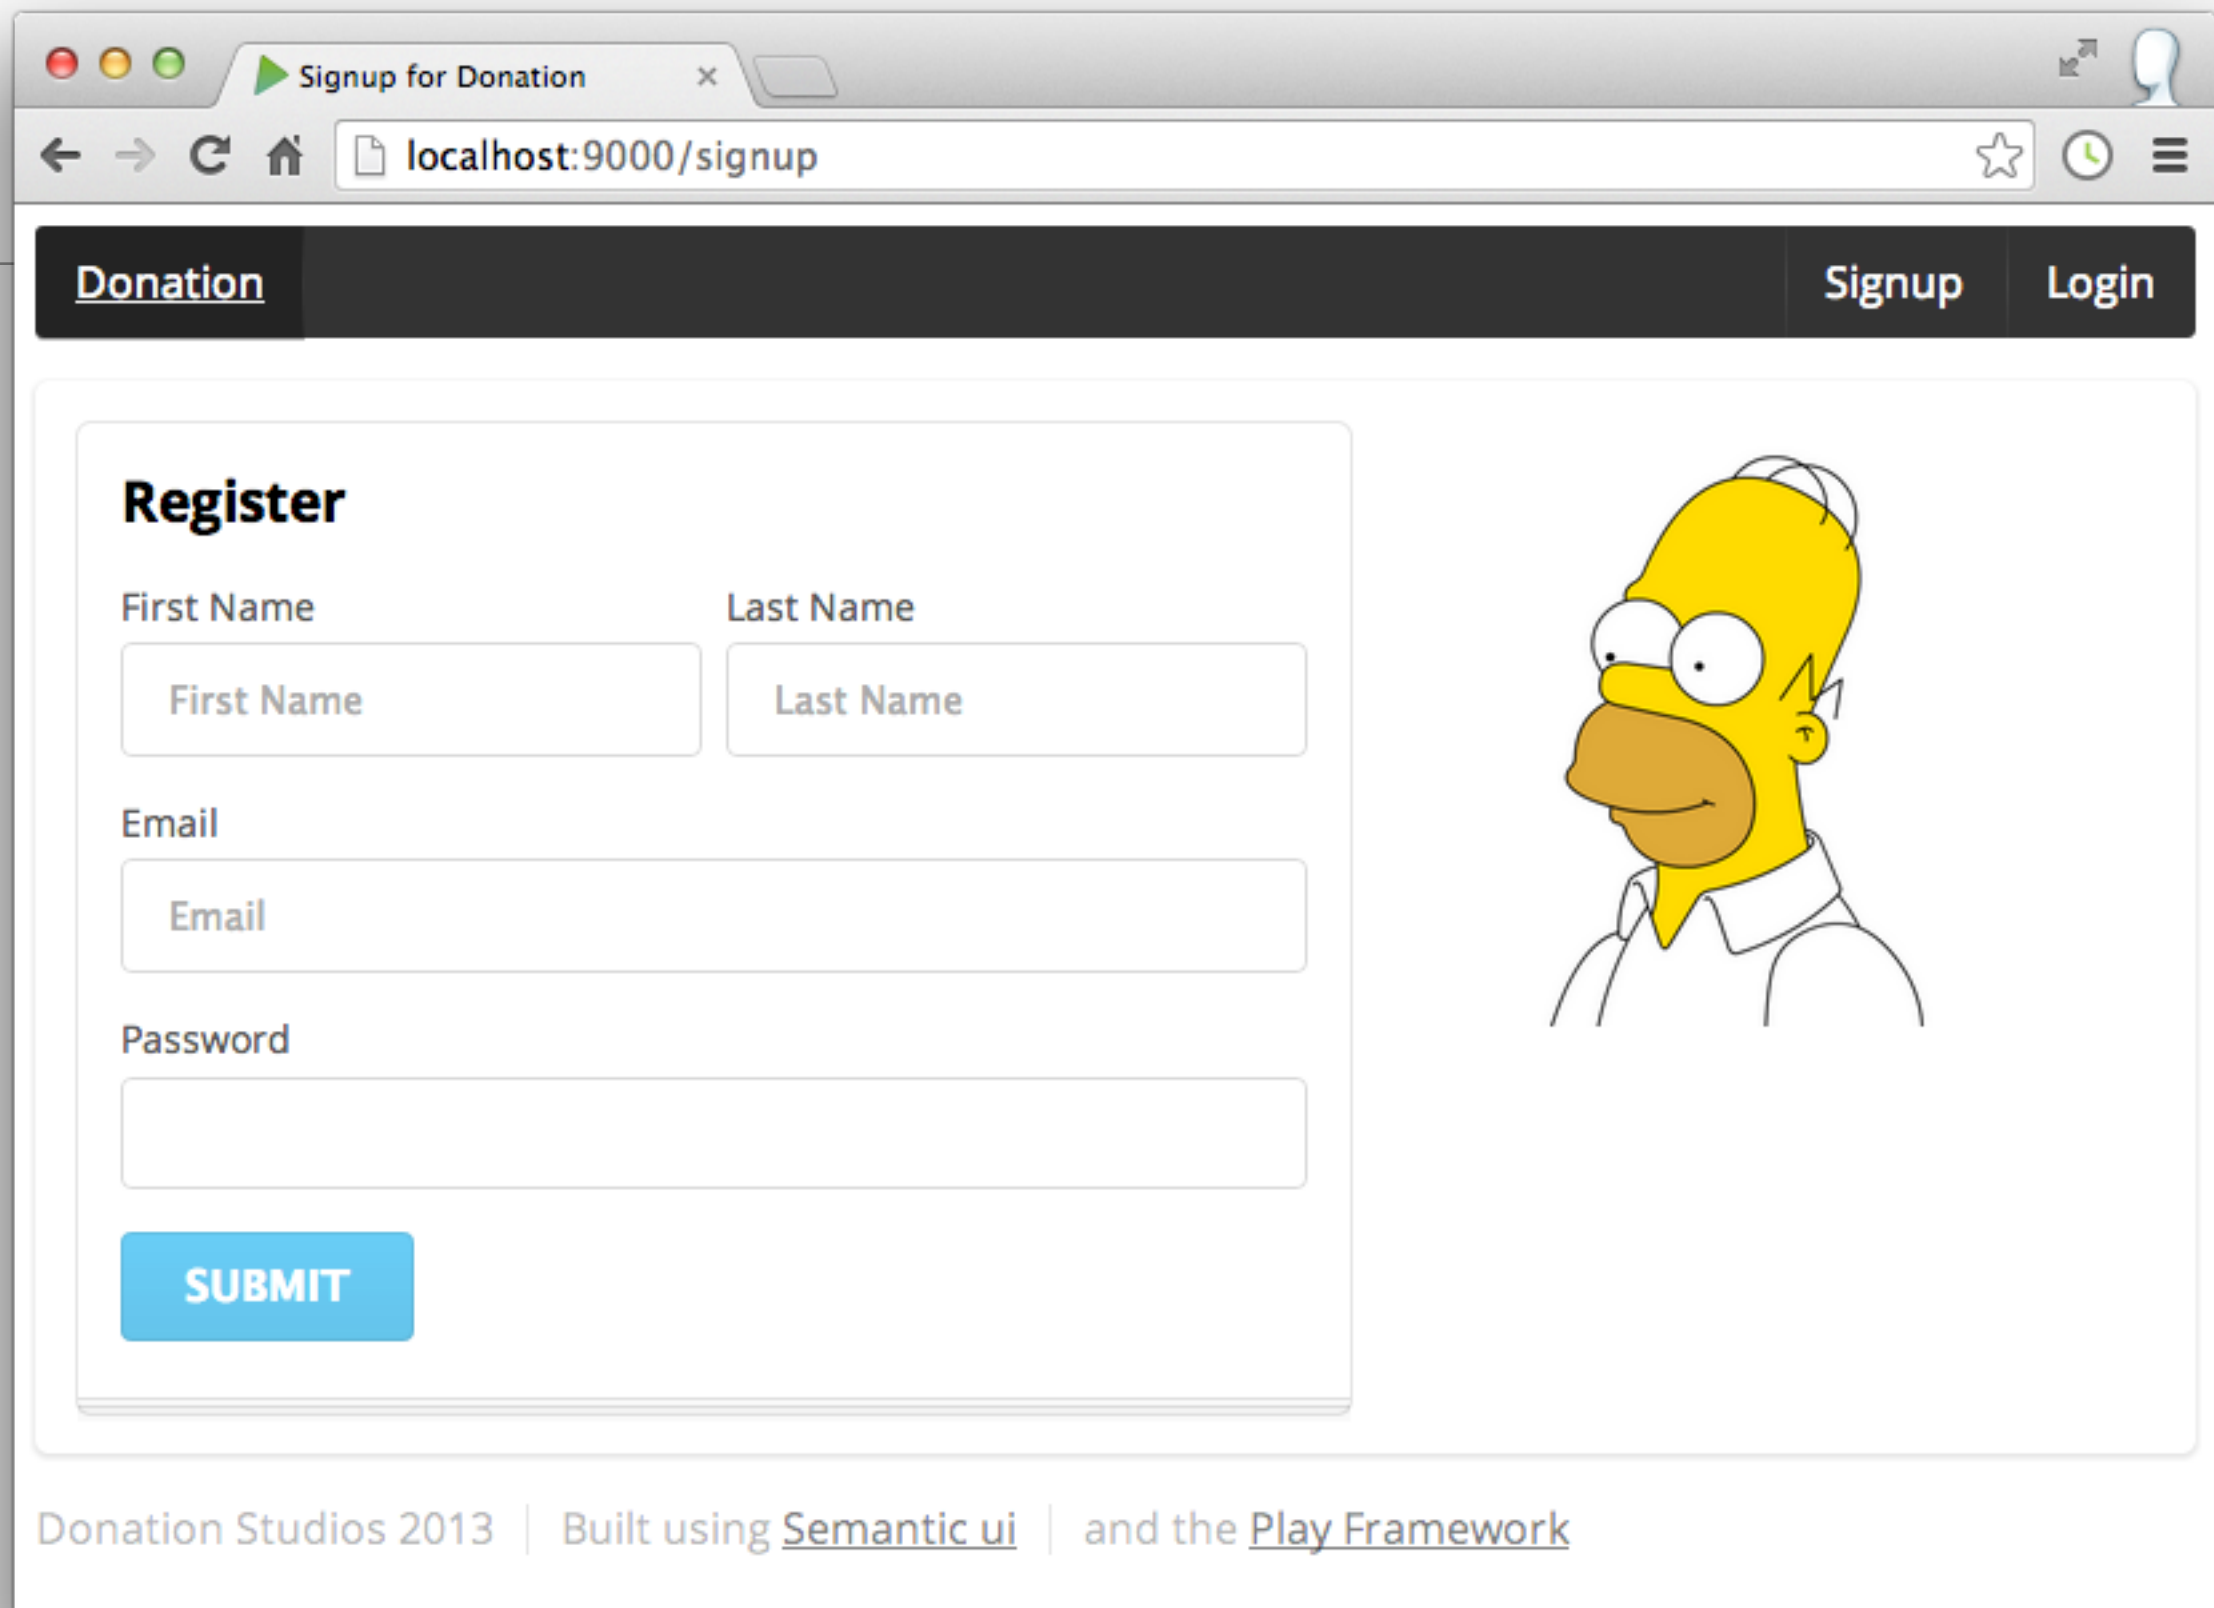 Signup for Donation
localhost:9000/signup
Donation Signup Login
Register
First Name Last Name
First Name Last Name
Email
Email
Password
SUBMIT
Donation Studios 2013 Built using Semantic ui and the Play Framework